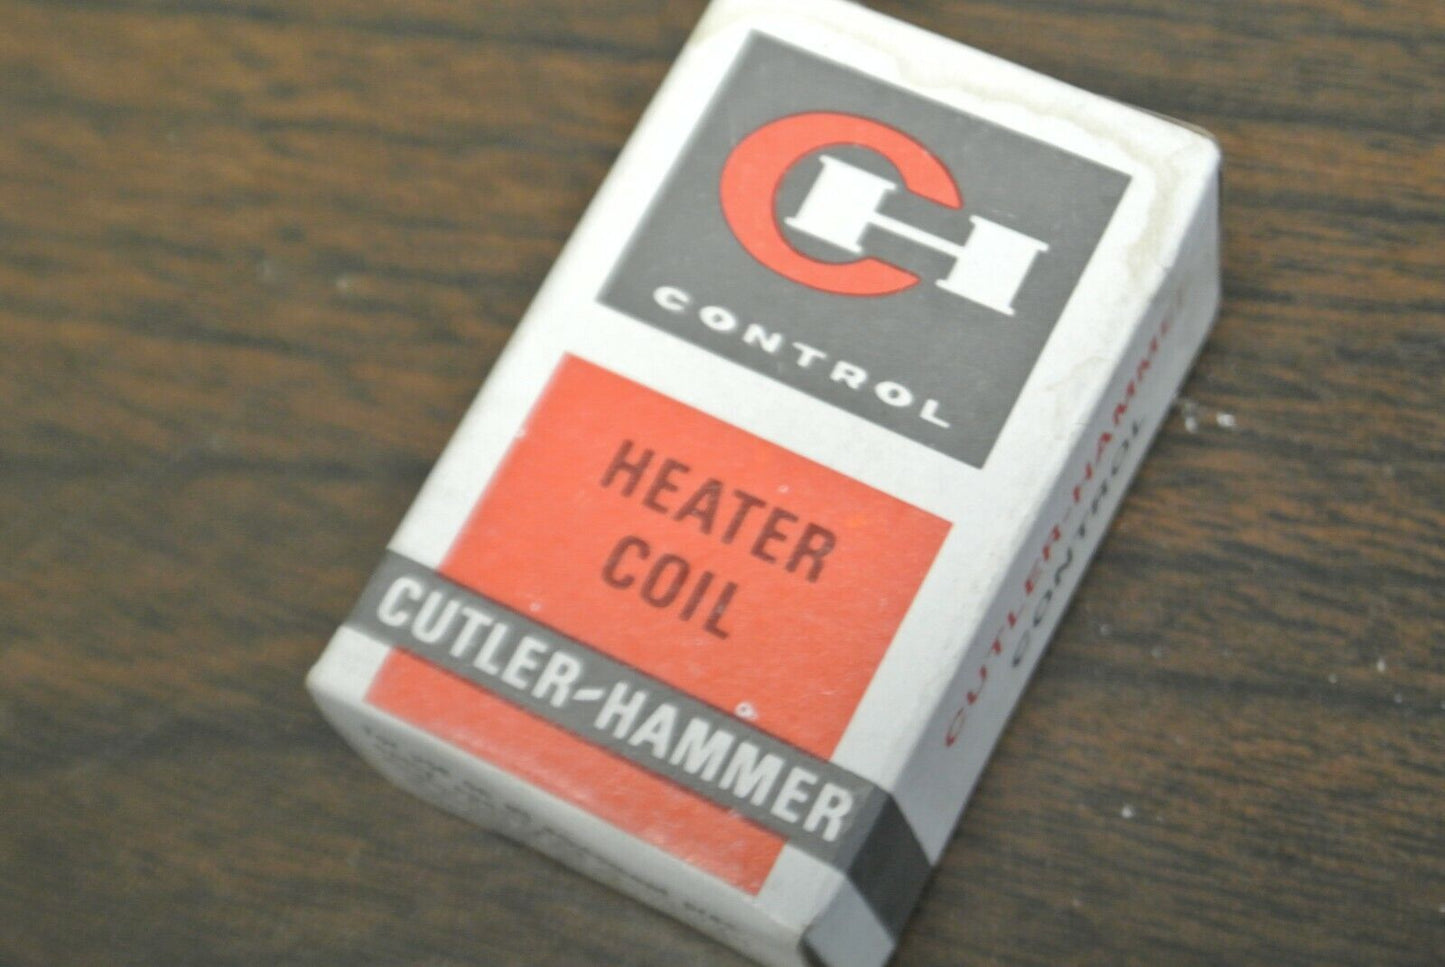 CH
CONTROL
HEATER
COIL
CUTLER-HAMMER
CUTLER-HAMMER
CONTROL